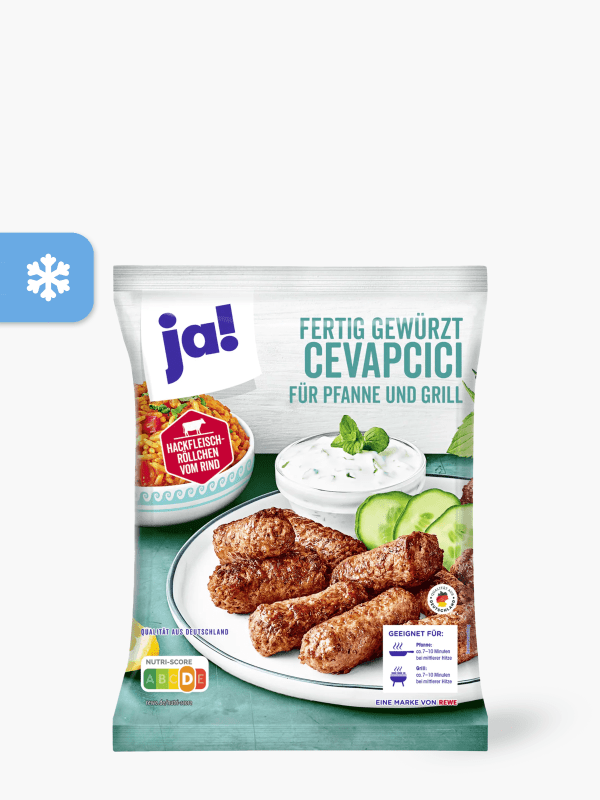 ja!
FERTIG GEWÜRZT
CEVAPCICI
FÜR PFANNE UND GRILL
HACKFLEISCH-
RÖLLCHEN
VOM RIND
DEUTSCHLAND
QUALITÄT AUS DEUTSCHLAND
GEEIGNET FÜR:
Pfanne:
ca. 7–10 Minuten
bei mittlerer Hitze
Grill:
ca. 7–10 Minuten
bei mittlerer Hitze
NUTRI-SCORE
A B C D E
EINE MARKE VON REWE